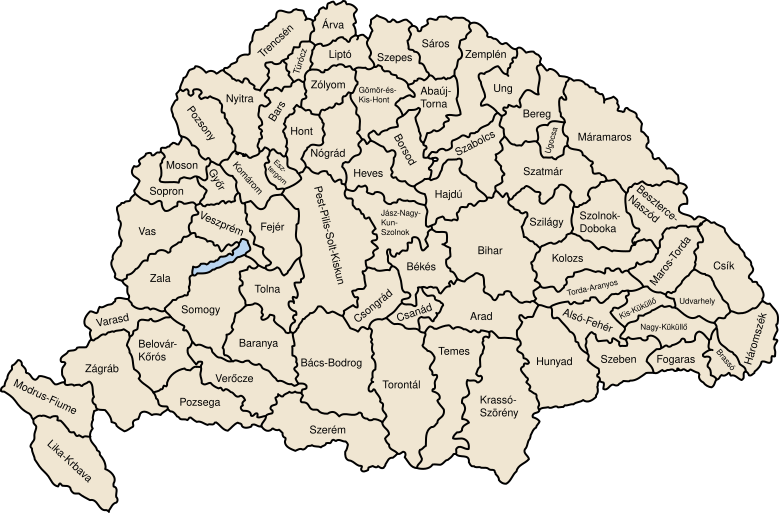 Árva
Trencsén
Túrócz
Liptó
Szepes
Sáros
Zemplén
Zólyom
Gömör-és-
Kis-Hont
Abaúj-
Torna
Ung
Nyitra
Bars
Pozsony
Hont
Bereg
Ugocsa
Máramaros
Borsod
Szabolcs
Nógrád
Heves
Moson
Győr
Komárom
Esz-
tergom
Szatmár
Sopron
Hajdú
Pest-Pilis-Solt-Kiskun
Beszterce-
Naszód
Jász-Nagy-
Kun-
Szolnok
Szilágy
Szolnok-
Doboka
Vas
Veszprém
Fejér
Bihar
Kolozs
Maros-Torda
Csík
Békés
Zala
Tolna
Torda-Aranyos
Csongrád
Csanád
Arad
Kis-Küküllő
Udvarhely
Somogy
Varasd
Alsó-Fehér
Nagy-Küküllő
Háromszék
Baranya
Belovár-
Kőrös
Zágráb
Bács-Bodrog
Temes
Hunyad
Szeben
Fogaras
Brassó
Verőcze
Torontál
Modrus-Fiume
Pozsega
Krassó-
Szörény
Szerém
Lika-Krbava